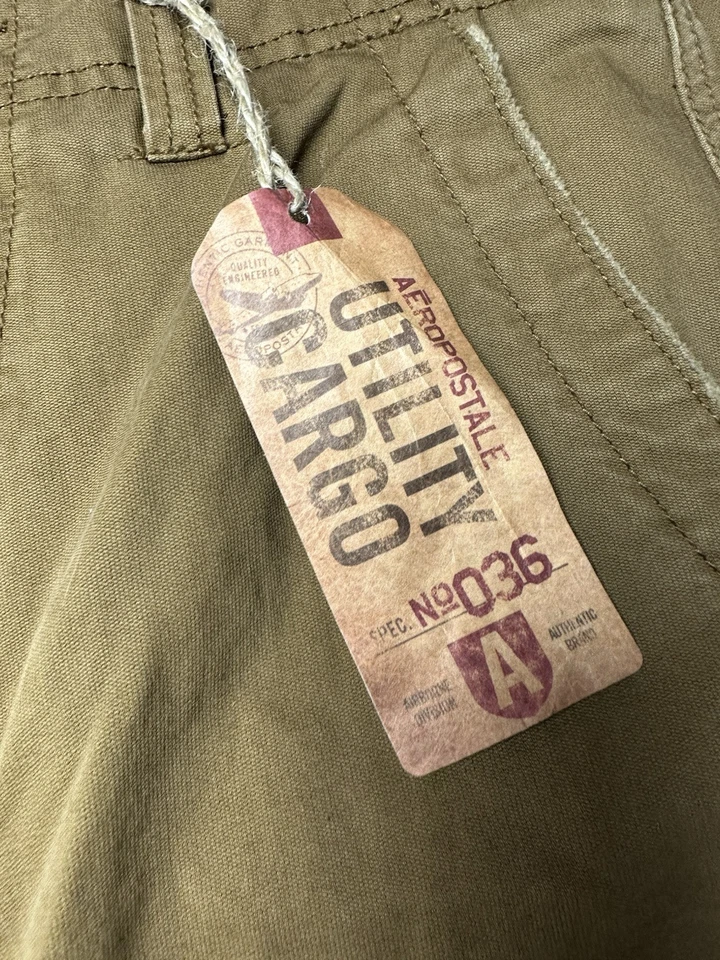 QUALITY
ENGINEERED
AÉROPOSTALE
UTILITY
CARGO
SPEC. Nº036
AIRBORNE
DIVISION
A
AUTHENTIC
BRAND